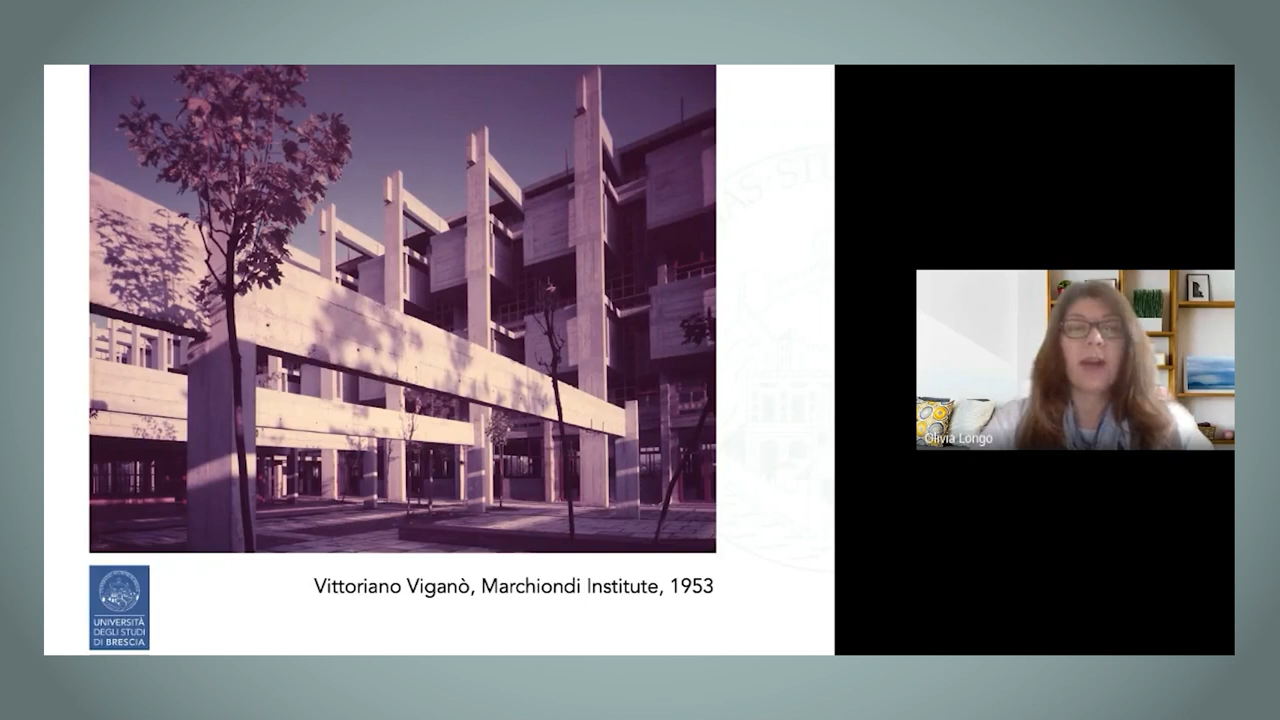 Vittoriano Viganò, Marchiondi Institute, 1953
UNIVERSITÀ
DEGLI STUDI
DI BRESCIA
Olivia Longo